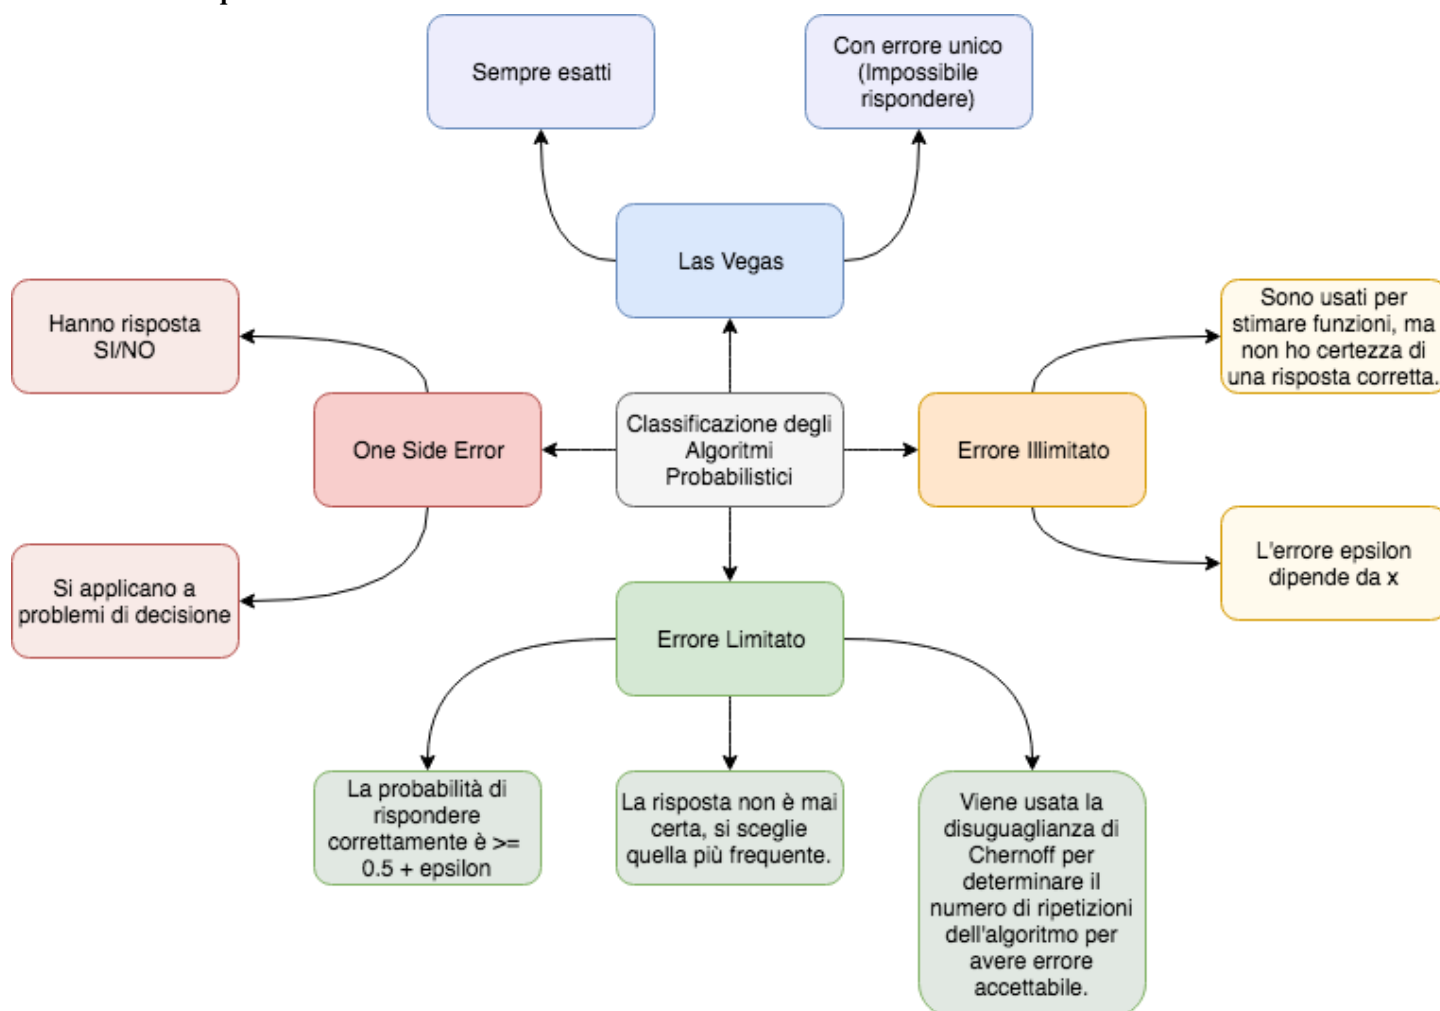 Sempre esatti
Con errore unico
(Impossibile
rispondere)
Las Vegas
Hanno risposta
SI/NO
Sono usati per
stimare funzioni, ma
non ho certezza di
una risposta corretta.
One Side Error
Classificazione degli
Algoritmi
Probabilistici
Errore Illimitato
Si applicano a
problemi di decisione
L'errore epsilon
dipende da x
Errore Limitato
La probabilità di
rispondere
correttamente è >=
0.5 + epsilon
La risposta non è mai
certa, si sceglie
quella più frequente.
Viene usata la
disuguaglianza di
Chernoff per
determinare il
numero di ripetizioni
dell'algoritmo per
avere errore
accettabile.